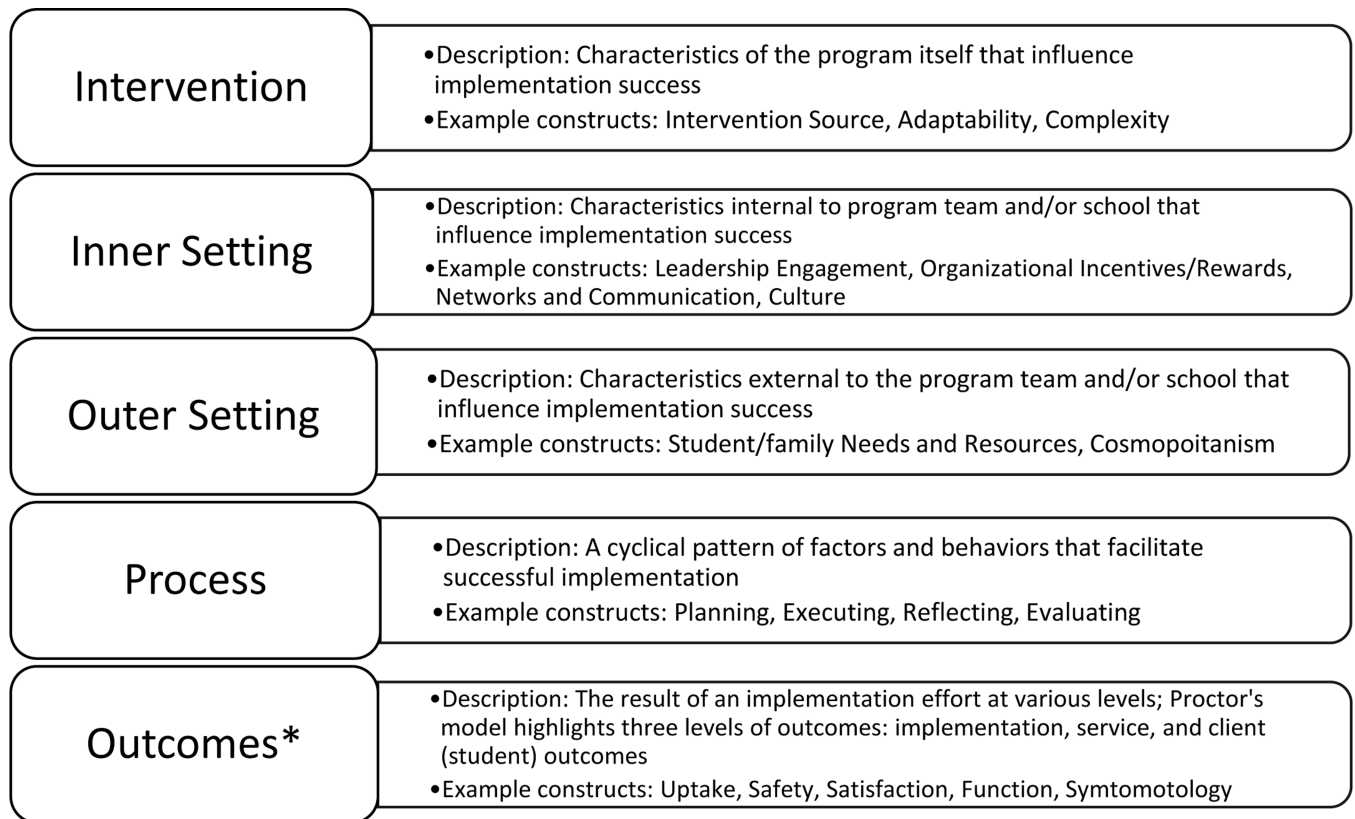 Intervention
•Description: Characteristics of the program itself that influence
implementation success
•Example constructs: Intervention Source, Adaptability, Complexity
Inner Setting
•Description: Characteristics internal to program team and/or school that
influence implementation success
•Example constructs: Leadership Engagement, Organizational Incentives/Rewards,
Networks and Communication, Culture
Outer Setting
•Description: Characteristics external to the program team and/or school that
influence implementation success
•Example constructs: Student/family Needs and Resources, Cosmopoitanism
Process
•Description: A cyclical pattern of factors and behaviors that facilitate
successful implementation
•Example constructs: Planning, Executing, Reflecting, Evaluating
Outcomes*
•Description: The result of an implementation effort at various levels; Proctor's
model highlights three levels of outcomes: implementation, service, and client
(student) outcomes
•Example constructs: Uptake, Safety, Satisfaction, Function, Symtomotology